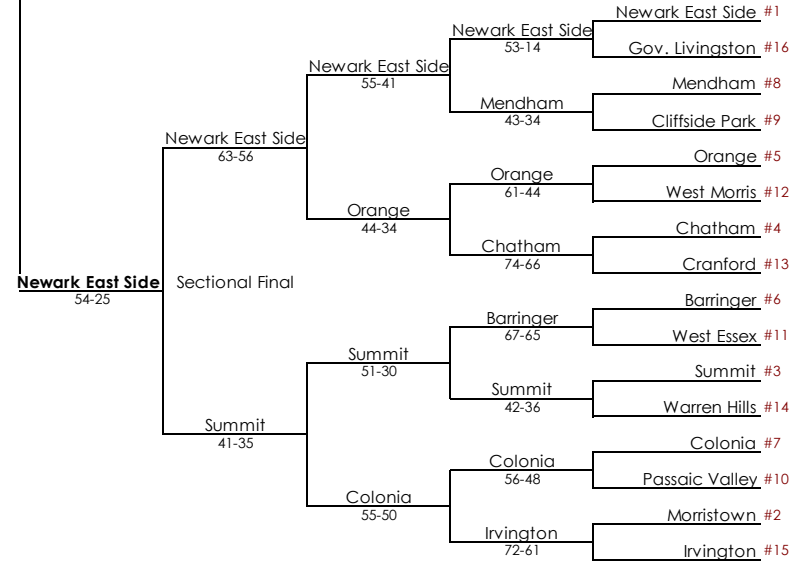 Newark East Side #1
Newark East Side
53-14
Gov. Livingston #16
Newark East Side
55-41
Mendham #8
Mendham
43-34
Cliffside Park #9
Newark East Side
63-56
Orange #5
Orange
61-44
West Morris #12
Orange
44-34
Chatham #4
Chatham
74-66
Cranford #13
Newark East Side Sectional Final
54-25
Barringer #6
Barringer
67-65
West Essex #11
Summit
51-30
Summit #3
Summit
42-36
Warren Hills #14
Summit
41-35
Colonia #7
Colonia
56-48
Passaic Valley #10
Colonia
55-50
Morristown #2
Irvington
72-61
Irvington #15